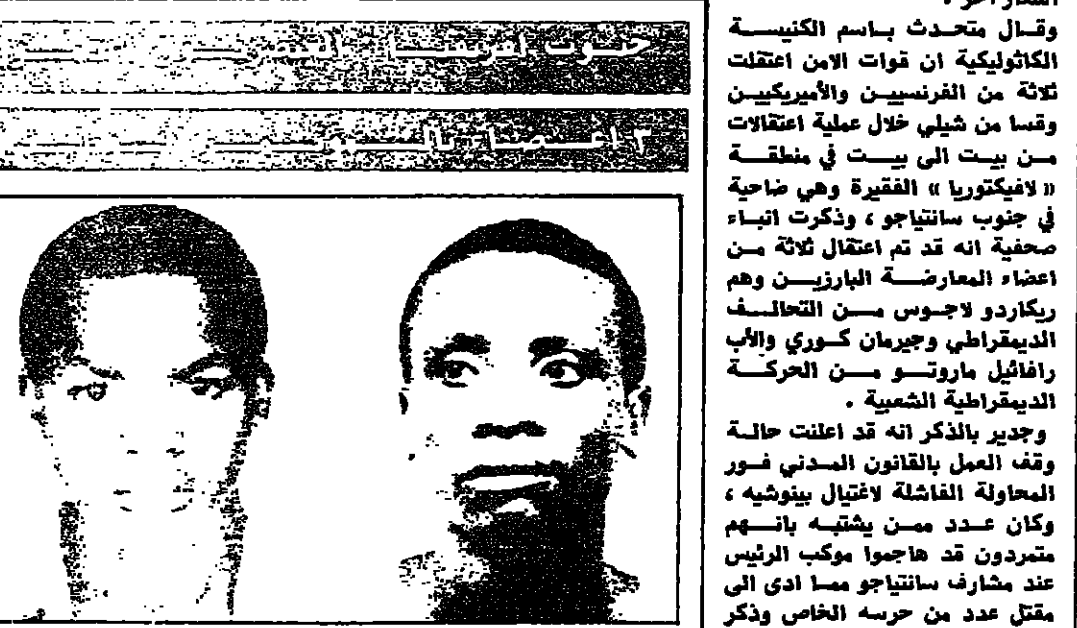 وقال متحدث باسم الكنيسة
الكاثوليكية ان قوات الامن اعتقلت
ثلاثة من الفرنسيين والأميريكيين
وقسا من شيلي خلال عملية اعتقالات
من بيت الى بيت في منطقة
« لافيكتوريا » الفقيرة وهي ضاحية
في جنوب سانتياجو ، وذكرت انباء
صحفية انه قد تم اعتقال ثلاثة من
اعضاء المعارضة البارزين وهم
ريكاردو لاجوس من التحالف
الديمقراطي وجيرمان كوري والأب
رافائيل ماروتو من الحركة
الديمقراطية الشعبية .
وجدير بالذكر انه قد اعلنت حالة
وقف العمل بالقانون المدني فور
المحاولة الفاشلة لاغتيال بينوشيه ،
وكان عدد ممن يشتبه بانهم
متمردون قد هاجموا موكب الرئيس
عند مشارف سانتياجو مما ادى الى
مقتل عدد من حرسه الخاص وذكر
جنوب